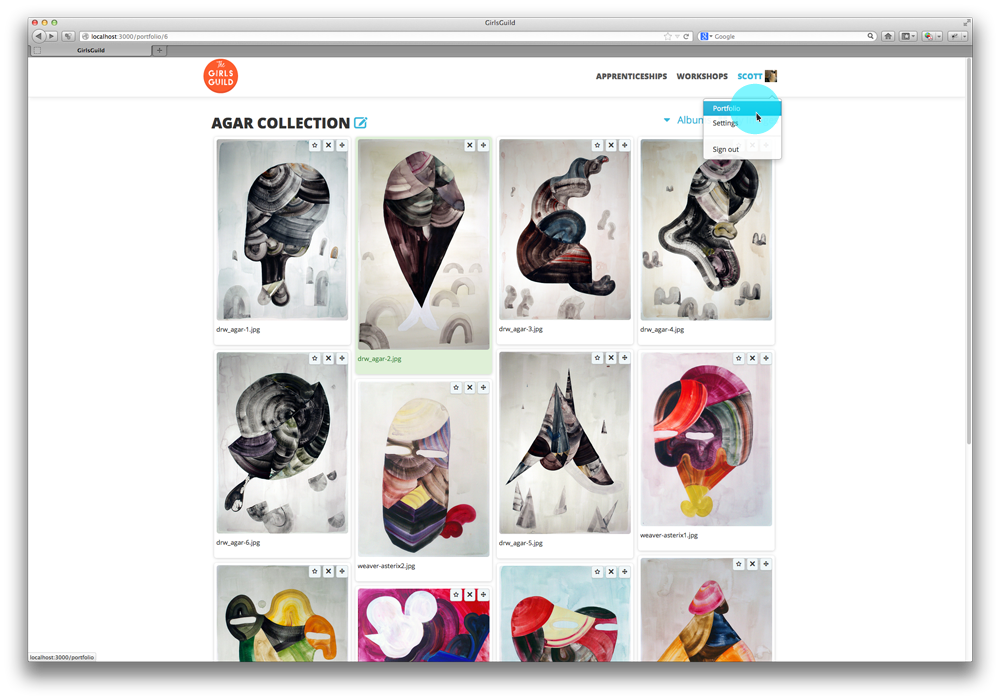 GirlsGuild
localhost:3000/portfolio/6
Google
GirlsGuild
The
GIRLS
GUILD
APPRENTICESHIPS WORKSHOPS SCOTT
Portfolio
Settings
Sign out
AGAR COLLECTION
Album
drw_agar-1.jpg
drw_agar-2.jpg
drw_agar-3.jpg
drw_agar-4.jpg
drw_agar-6.jpg
weaver-asterix2.jpg
drw_agar-5.jpg
weaver-asterix1.jpg
localhost:3000/portfolio